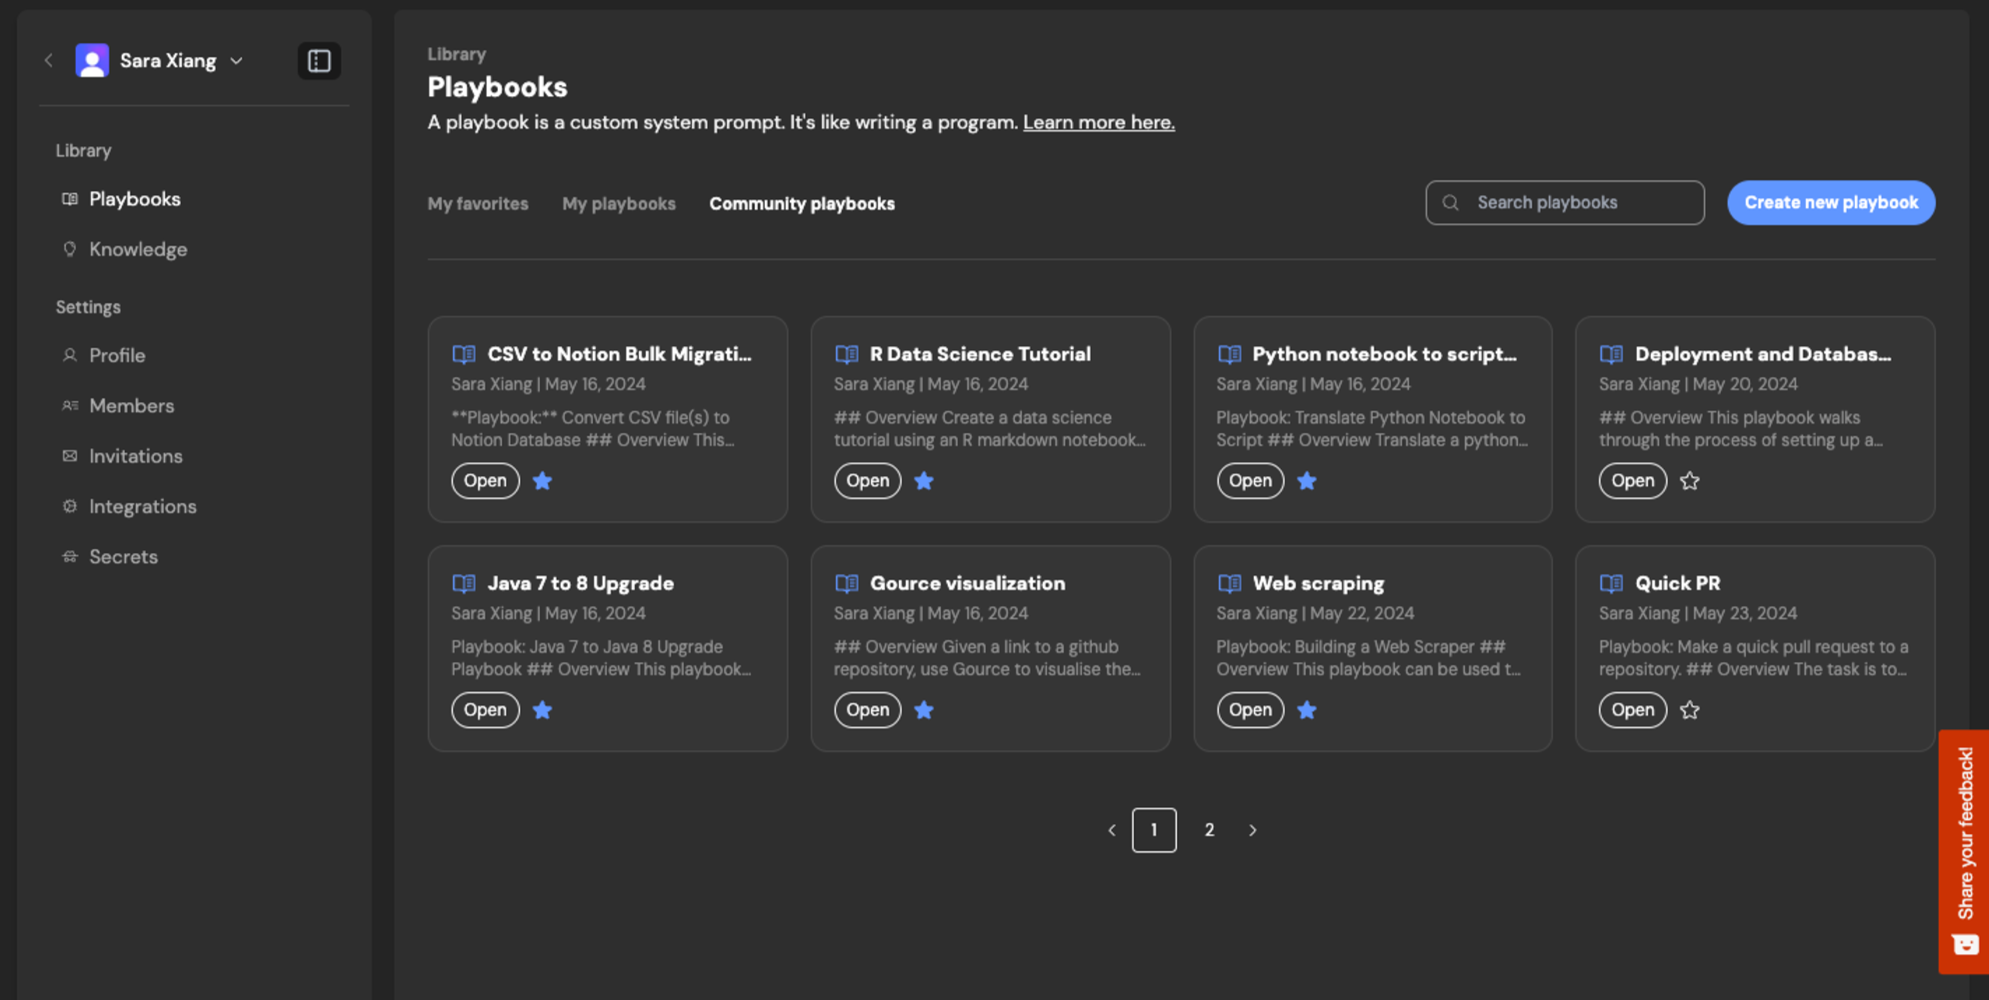 Sara Xiang
Library
Playbooks
Knowledge
Settings
Profile
Members
Invitations
Integrations
Secrets
Library
Playbooks
A playbook is a custom system prompt. It's like writing a program. Learn more here.
My favorites
My playbooks
Community playbooks
Search playbooks
Create new playbook
CSV to Notion Bulk Migrati...
Sara Xiang | May 16, 2024
**Playbook:** Convert CSV file(s) to
Notion Database ## Overview This...
Open
R Data Science Tutorial
Sara Xiang | May 16, 2024
## Overview Create a data science
tutorial using an R markdown notebook...
Open
Python notebook to script...
Sara Xiang | May 16, 2024
Playbook: Translate Python Notebook to
Script ## Overview Translate a python...
Open
Deployment and Databas...
Sara Xiang | May 20, 2024
## Overview This playbook walks
through the process of setting up a...
Open
Java 7 to 8 Upgrade
Sara Xiang | May 16, 2024
Playbook: Java 7 to Java 8 Upgrade
Playbook ## Overview This playbook...
Open
Gource visualization
Sara Xiang | May 16, 2024
## Overview Given a link to a github
repository, use Gource to visualise the...
Open
Web scraping
Sara Xiang | May 22, 2024
Playbook: Building a Web Scraper ##
Overview This playbook can be used t...
Open
Quick PR
Sara Xiang | May 23, 2024
Playbook: Make a quick pull request to a
repository. ## Overview The task is to...
Open
1
2
Share your feedback!